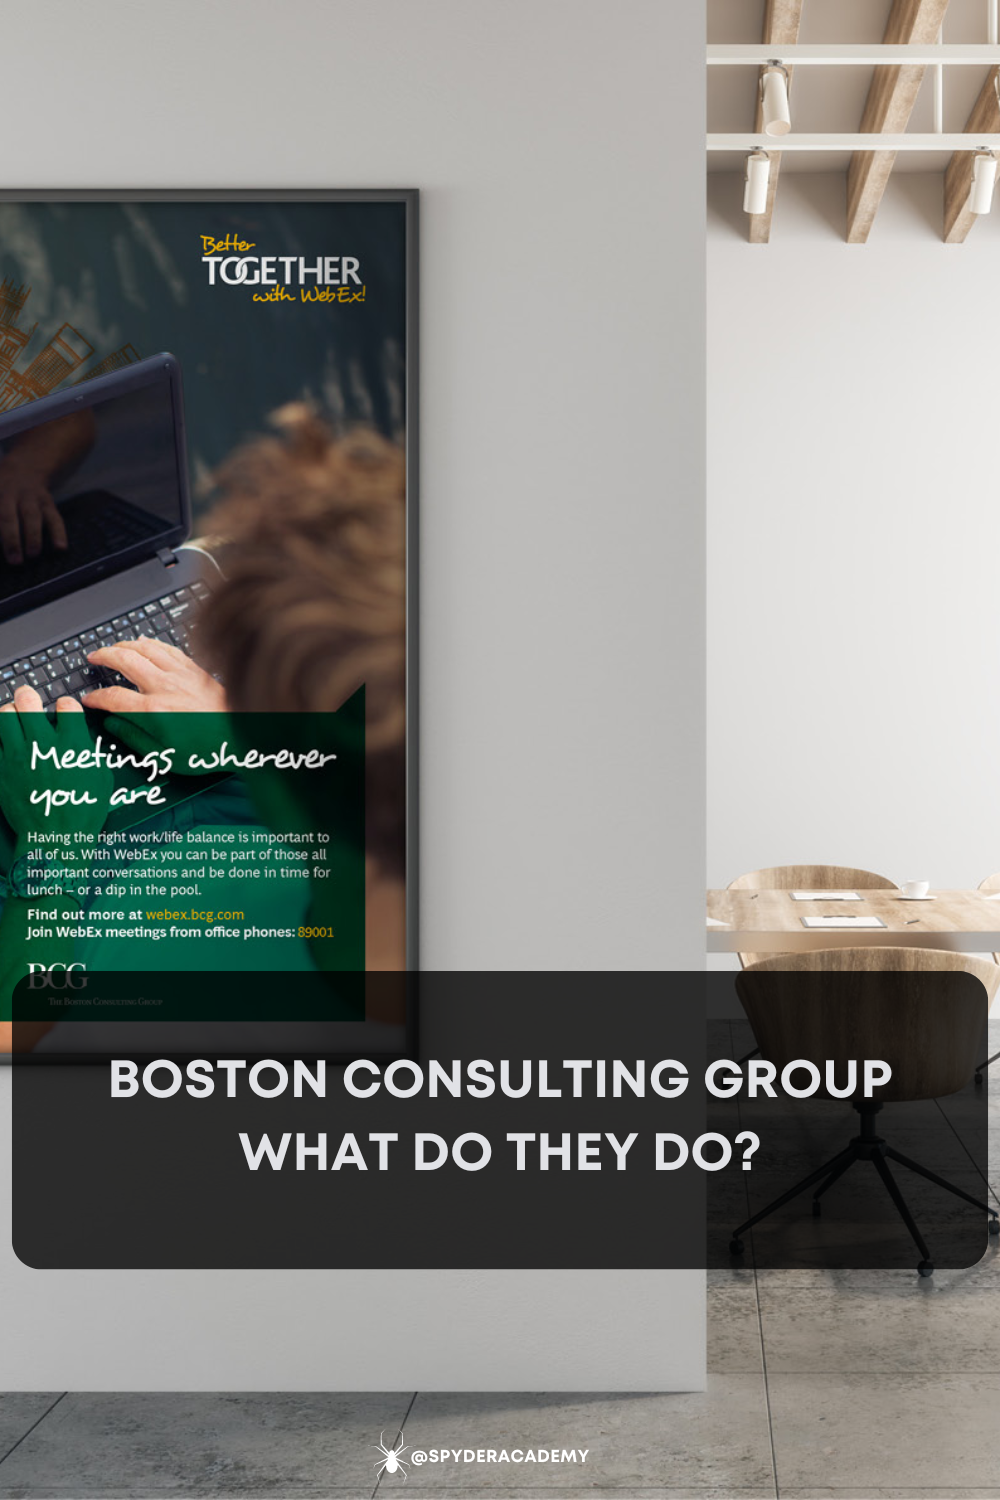 Better
TOGETHER
with WebEx!
Meetings wherever
you are
Having the right work/life balance is important to
all of us. With WebEx you can be part of those all
important conversations and be done in time for
lunch – or a dip in the pool.
Find out more at webex.bcg.com
Join WebEx meetings from office phones: 89001
BCG
The Boston Consulting Group
BOSTON CONSULTING GROUP
WHAT DO THEY DO?
@SPYDERACADEMY